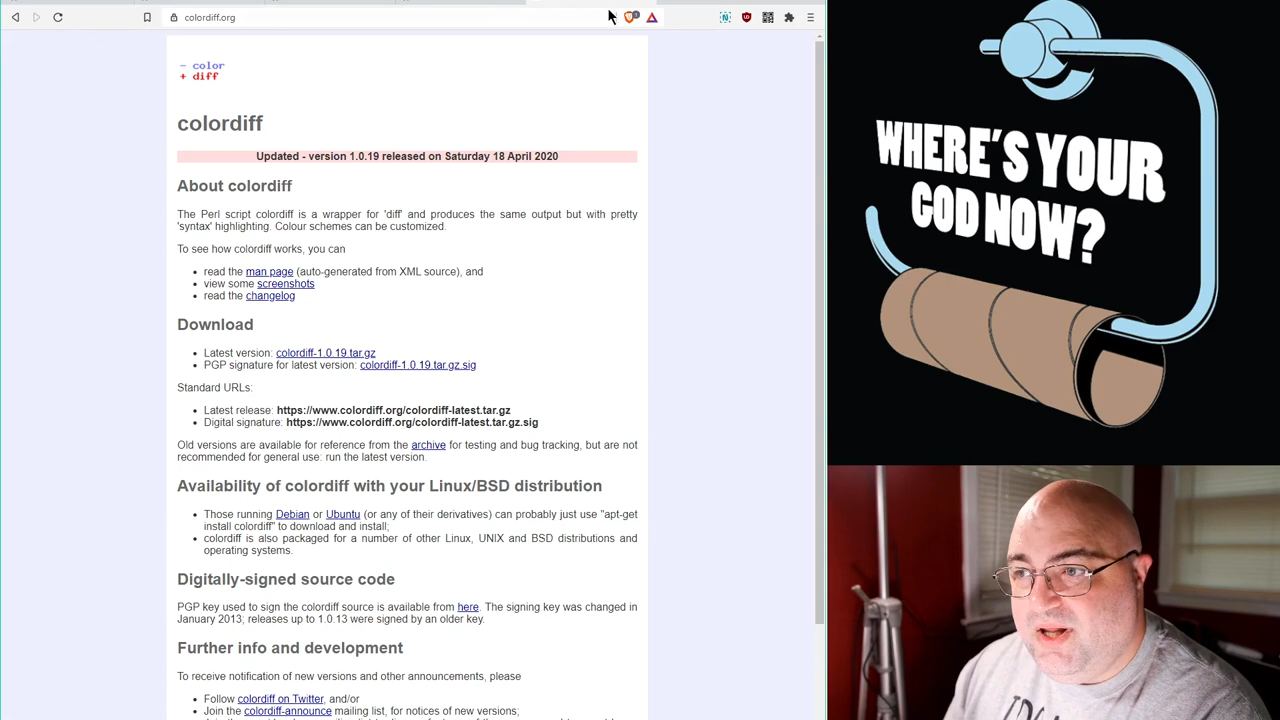 colordiff.org
- color
+ diff
colordiff
Updated - version 1.0.19 released on Saturday 18 April 2020
About colordiff
The Perl script colordiff is a wrapper for 'diff' and produces the same output but with pretty
'syntax' highlighting. Colour schemes can be customized.
To see how colordiff works, you can
• read the man page (auto-generated from XML source), and
• view some screenshots
• read the changelog
Download
• Latest version: colordiff-1.0.19.tar.gz
• PGP signature for latest version: colordiff-1.0.19.tar.gz.sig
Standard URLs:
• Latest release: https://www.colordiff.org/colordiff-latest.tar.gz
• Digital signature: https://www.colordiff.org/colordiff-latest.tar.gz.sig
Old versions are available for reference from the archive for testing and bug tracking, but are not
recommended for general use: run the latest version.
Availability of colordiff with your Linux/BSD distribution
• Those running Debian or Ubuntu (or any of their derivatives) can probably just use "apt-get
install colordiff" to download and install;
• colordiff is also packaged for a number of other Linux, UNIX and BSD distributions and
operating systems.
Digitally-signed source code
PGP key used to sign the colordiff source is available from here. The signing key was changed in
January 2013; releases up to 1.0.13 were signed by an older key.
Further info and development
To receive notification of new versions and other announcements, please
• Follow colordiff on Twitter, and/or
• Join the colordiff-announce mailing list, for notices of new versions;
WHERE'S YOUR
GOD NOW?